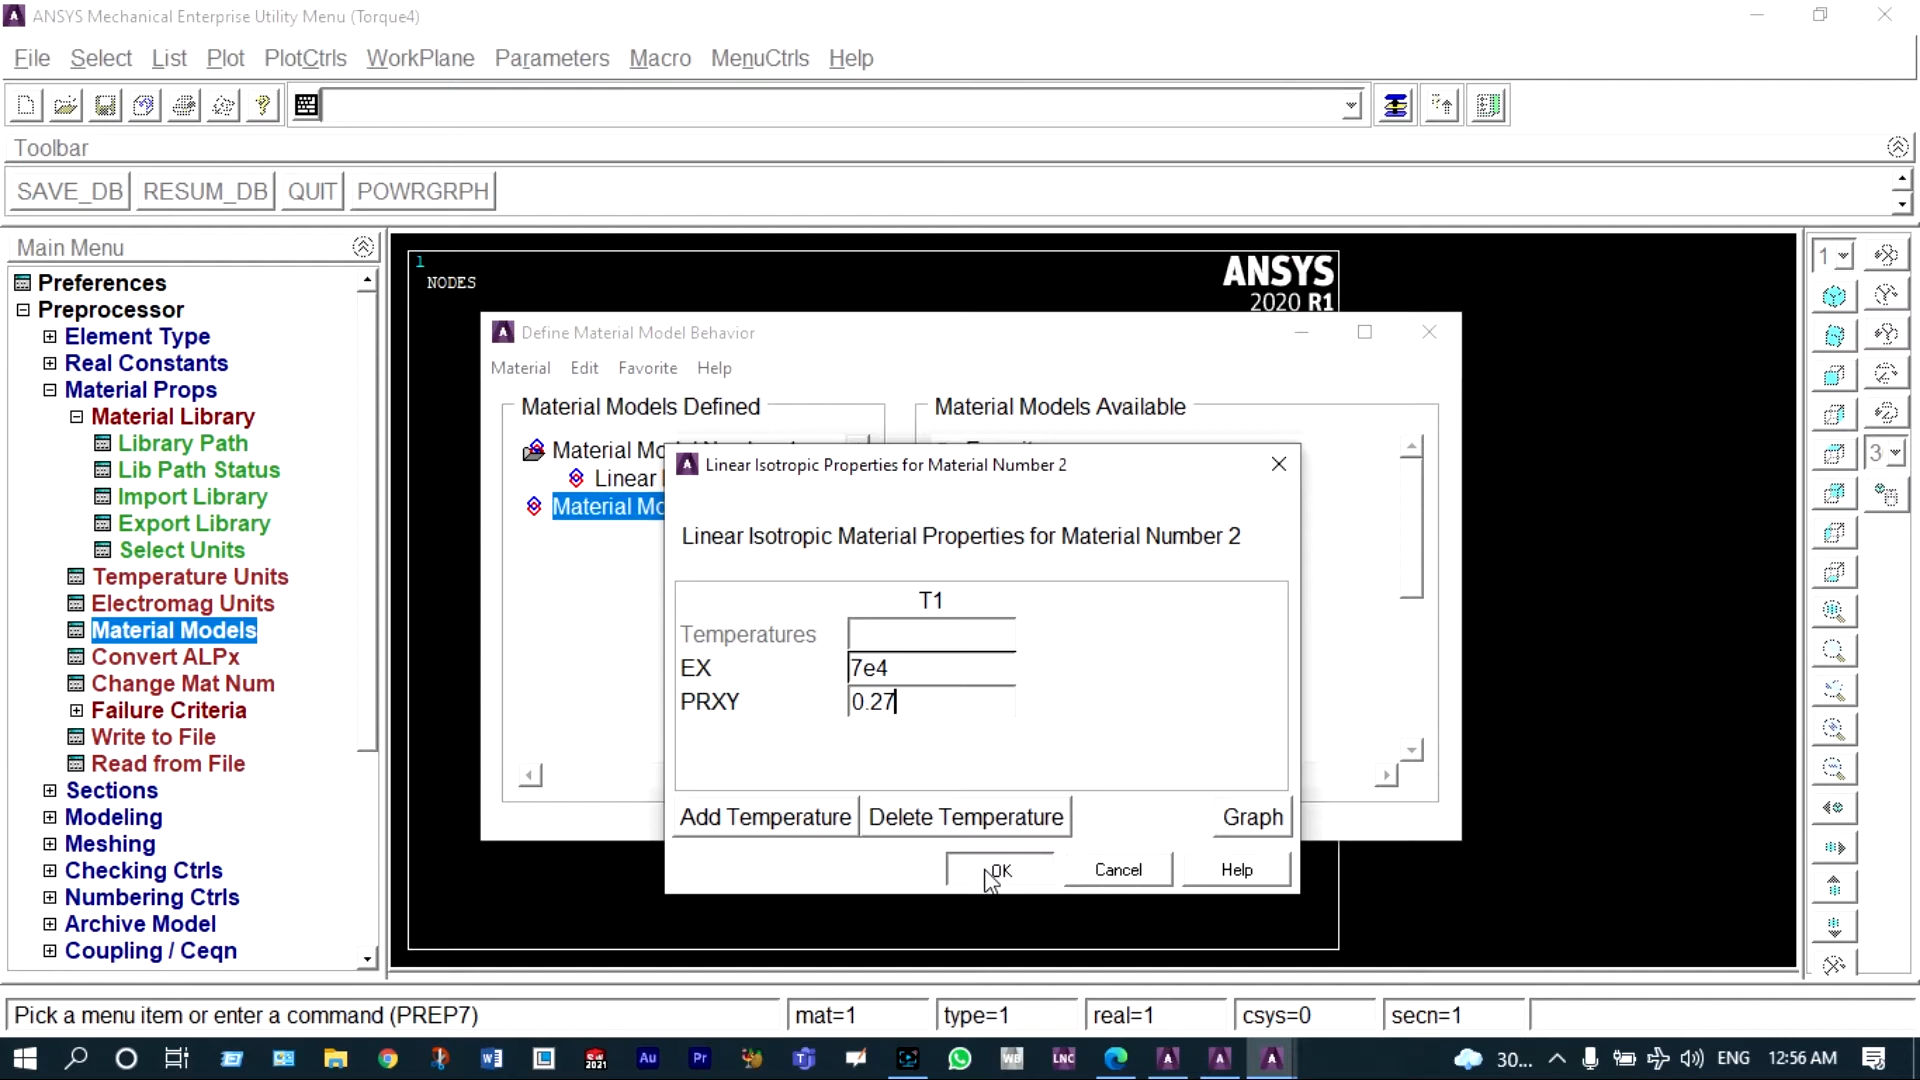 ANSYS Mechanical Enterprise Utility Menu (Torque4)
File Select List Plot PlotCtrls WorkPlane Parameters Macro MenuCtrls Help
Toolbar
SAVE_DB RESUM_DB QUIT POWRGRPH
Main Menu
Preferences
Preprocessor
Element Type
Real Constants
Material Props
Material Library
Library Path
Lib Path Status
Import Library
Export Library
Select Units
Temperature Units
Electromag Units
Material Models
Convert ALPx
Change Mat Num
Failure Criteria
Write to File
Read from File
Sections
Modeling
Meshing
Checking Ctrls
Numbering Ctrls
Archive Model
Coupling / Ceqn
1
NODES
ANSYS
2020 R1
Define Material Model Behavior
Material Edit Favorite Help
Material Models Defined
Material Models Available
Linear Isotropic Properties for Material Number 2
Linear Isotropic Material Properties for Material Number 2
T1
Temperatures
EX 7e4
PRXY 0.27
Add Temperature Delete Temperature Graph
OK Cancel Help
1
3
Pick a menu item or enter a command (PREP7) mat=1 type=1 real=1 csys=0 secn=1
30... ENG 12:56 AM